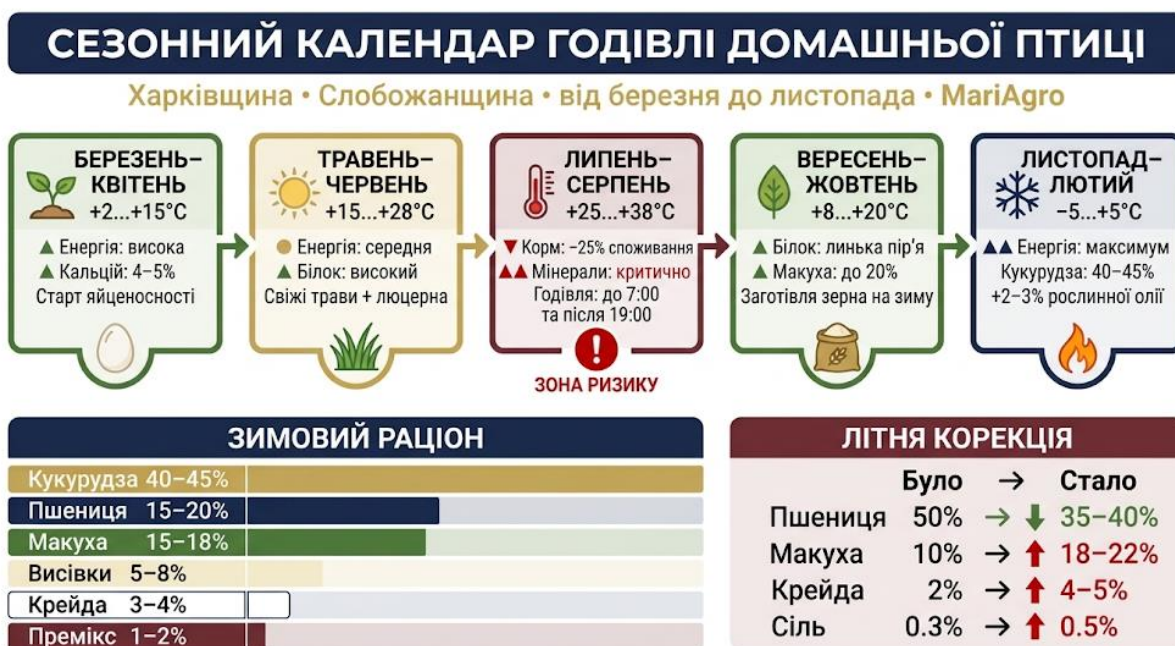 СЕЗОННИЙ КАЛЕНДАР ГОДІВЛІ ДОМАШНЬОЇ ПТИЦІ
Харківщина • Слобожанщина • від березня до листопада • MariAgro
БЕРЕЗЕНЬ–
КВІТЕНЬ
+2...+15°C
▲ Енергія: висока
▲ Кальцій: 4–5%
Старт яйценосності
ТРАВЕНЬ–
ЧЕРВЕНЬ
+15...+28°C
● Енергія: середня
▲ Білок: високий
Свіжі трави + люцерна
ЛИПЕНЬ–
СЕРПЕНЬ
+25...+38°C
▼ Корм: –25% споживання
▲▲ Мінерали: критично
Годівля: до 7:00
та після 19:00
!
ЗОНА РИЗИКУ
ВЕРЕСЕНЬ–
ЖОВТЕНЬ
+8...+20°C
▲ Білок: линька пір'я
▲ Макуха: до 20%
Заготівля зерна на зиму
ЛИСТОПАД–
ЛЮТИЙ
–5...+5°C
▲▲ Енергія: максимум
Кукурудза: 40–45%
+2–3% рослинної олії
ЗИМОВИЙ РАЦІОН
Кукурудза 40–45%
Пшениця 15–20%
Макуха 15–18%
Висівки 5–8%
Крейда 3–4%
Премікс 1–2%
ЛІТНЯ КОРЕКЦІЯ
Було → Стало
Пшениця 50% → ↓ 35–40%
Макуха 10% → ↑ 18–22%
Крейда 2% → ↑ 4–5%
Сіль 0.3% → ↑ 0.5%